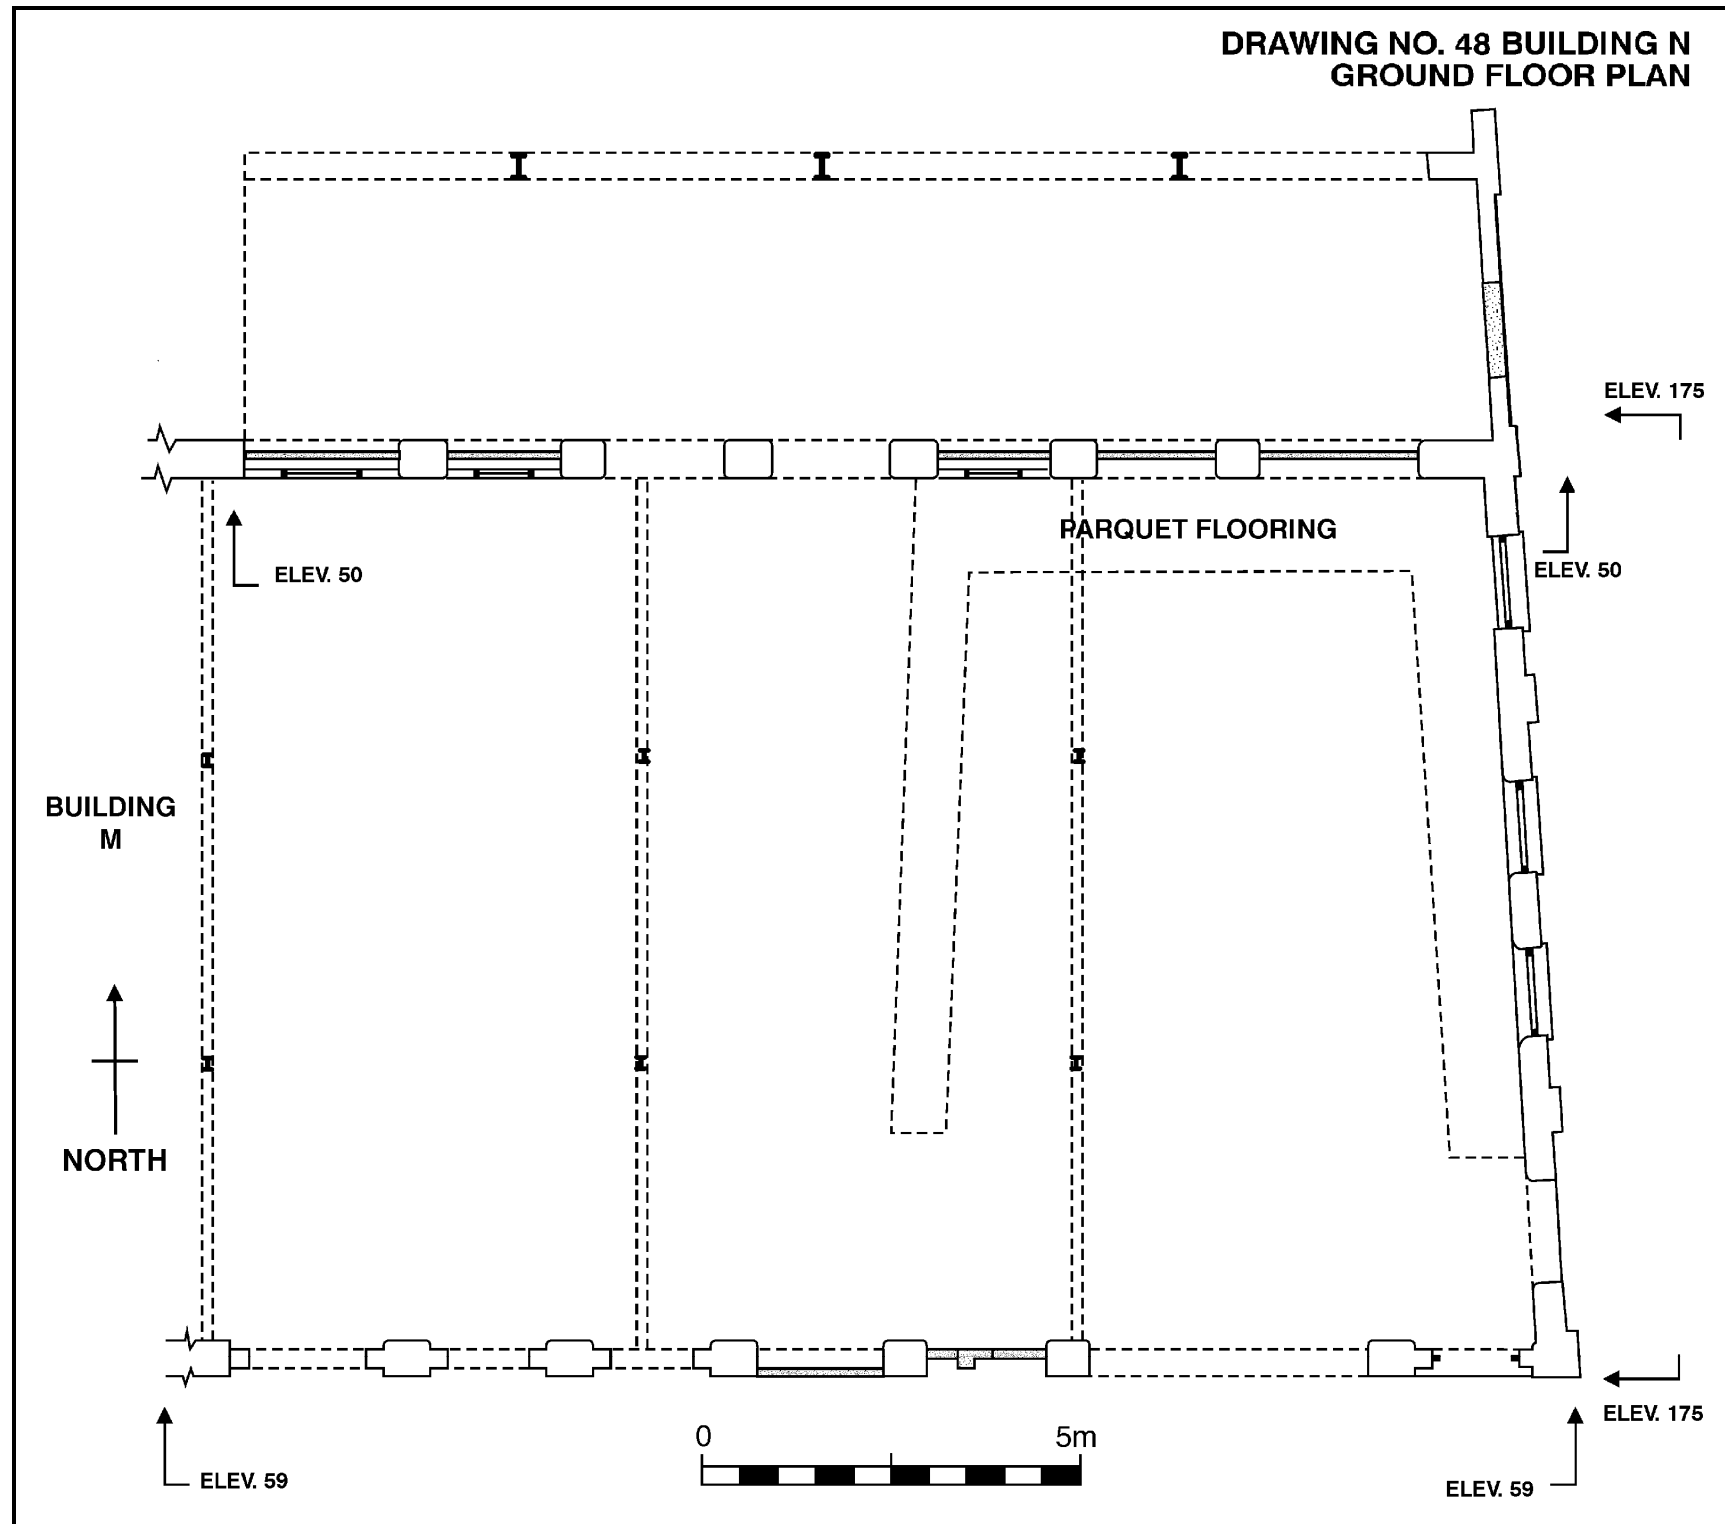 DRAWING NO. 48 BUILDING N
GROUND FLOOR PLAN
ELEV. 175
PARQUET FLOORING
ELEV. 50
ELEV. 50
BUILDING
M
NORTH
ELEV. 175
0 5m
ELEV. 59
ELEV. 59